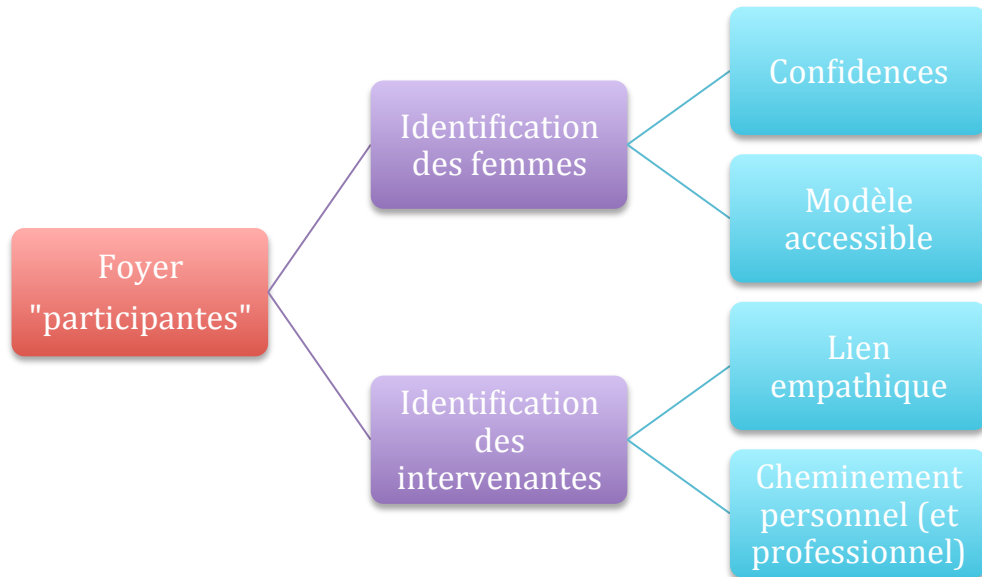 Foyer
"participantes"
Identification
des femmes
Confidences
Modèle
accessible
Identification
des
intervenantes
Lien
empathique
Cheminement
personnel (et
professionnel)